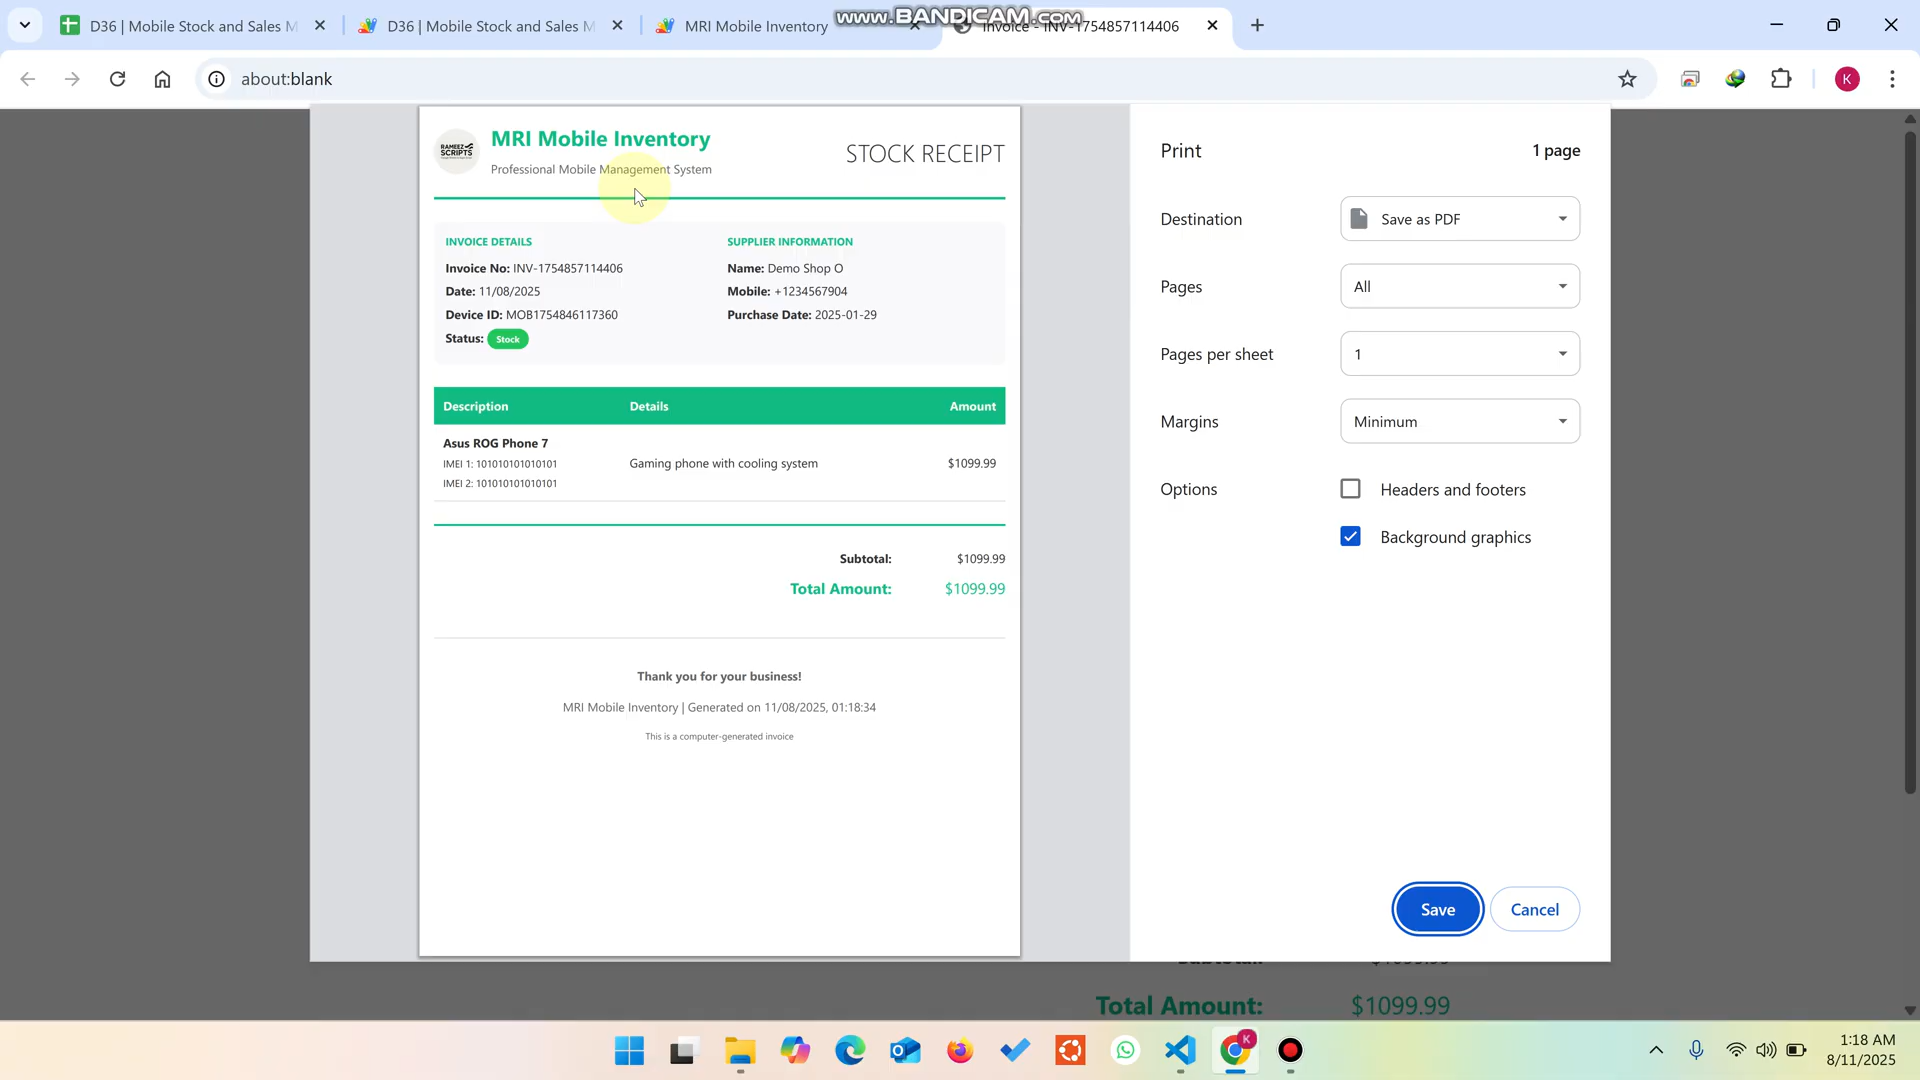 D36 | Mobile Stock and Sales M
D36 | Mobile Stock and Sales M
MRI Mobile Inventory
www.BANDICAM.com
Invoice - INV-1754857114406
about:blank
K
RAMEEZ
SCRIPTS
MRI Mobile Inventory
Professional Mobile Management System
STOCK RECEIPT
INVOICE DETAILS
Invoice No: INV-1754857114406
Date: 11/08/2025
Device ID: MOB1754846117360
Status: Stock
SUPPLIER INFORMATION
Name: Demo Shop O
Mobile: +1234567904
Purchase Date: 2025-01-29
Description Details Amount
Asus ROG Phone 7
IMEI 1: 101010101010101
IMEI 2: 101010101010101
Gaming phone with cooling system
$1099.99
Subtotal: $1099.99
Total Amount: $1099.99
Thank you for your business!
MRI Mobile Inventory | Generated on 11/08/2025, 01:18:34
This is a computer-generated invoice
Print 1 page
Destination Save as PDF
Pages All
Pages per sheet 1
Margins Minimum
Options Headers and footers
Background graphics
Save Cancel
Total Amount: $1099.99
1:18 AM
8/11/2025